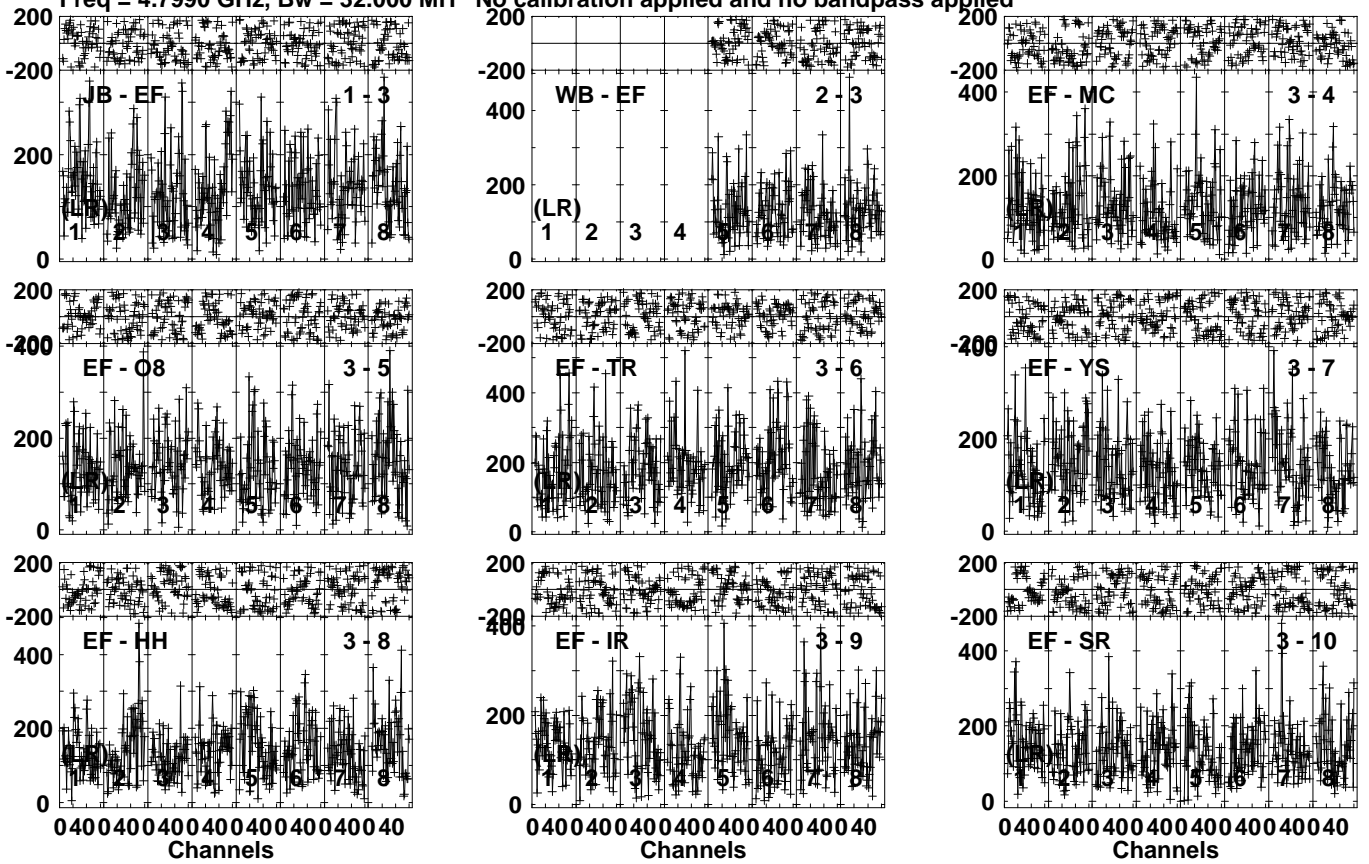 Freq = 4.7990 GHz, Bw = 32.000 MH No calibration applied and no bandpass applied
200 200 200
-200 -200 -200
JB - EF 1 - 3 WB - EF 2 - 3 EF - MC 3 - 4
400 400
200 200 200
(LR) (LR) (LR)
1 2 3 4 5 6 7 8 1 2 3 4 5 6 7 8 1 2 3 4 5 6 7 8
0 0 0
200 200 200
-200 -200 -200
400 400
EF - O8 3 - 5 EF - TR 3 - 6 EF - YS 3 - 7
400
200 200 200
(LR) (LR) (LR)
1 2 3 4 5 6 7 8 1 2 3 4 5 6 7 8 1 2 3 4 5 6 7 8
0 0 0
200 200 200
-200 -200 -200
EF - HH 3 - 8 EF - IR 3 - 9 EF - SR 3 - 10
400 400 400
200 200 200
(LR) (LR) (LR)
1 2 3 4 5 6 7 8 1 2 3 4 5 6 7 8 1 2 3 4 5 6 7 8
0 0 0
0 40 0 40 0 40 0 40 0 40 0 40 0 40 0 40 0 40 0 40 0 40 0 40 0 40 0 40 0 40 0 40 0 40 0 40 0 40 0 40 0 40 0 40 0 40 0 40
Channels Channels Channels